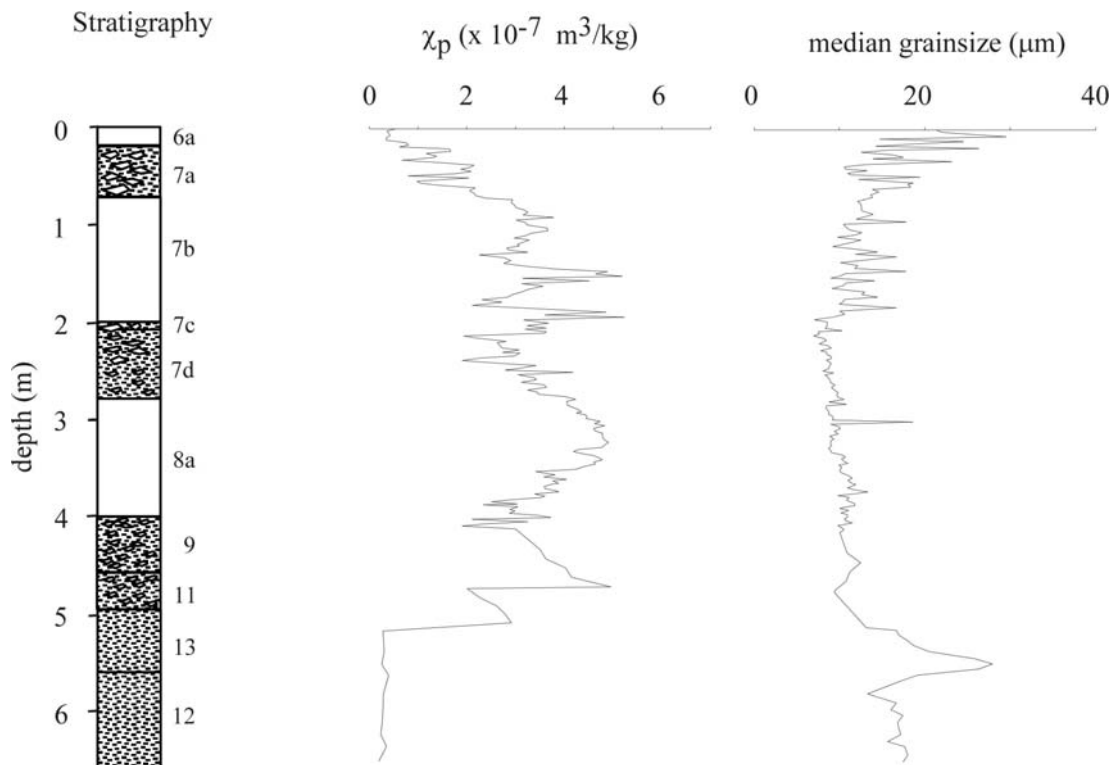 Stratigraphy
χp (x 10-7 m3/kg)
median grainsize (μm)
0 2 4 6
0 20 40
depth (m)
0
1
2
3
4
5
6
6a
7a
7b
7c
7d
8a
9
11
13
12